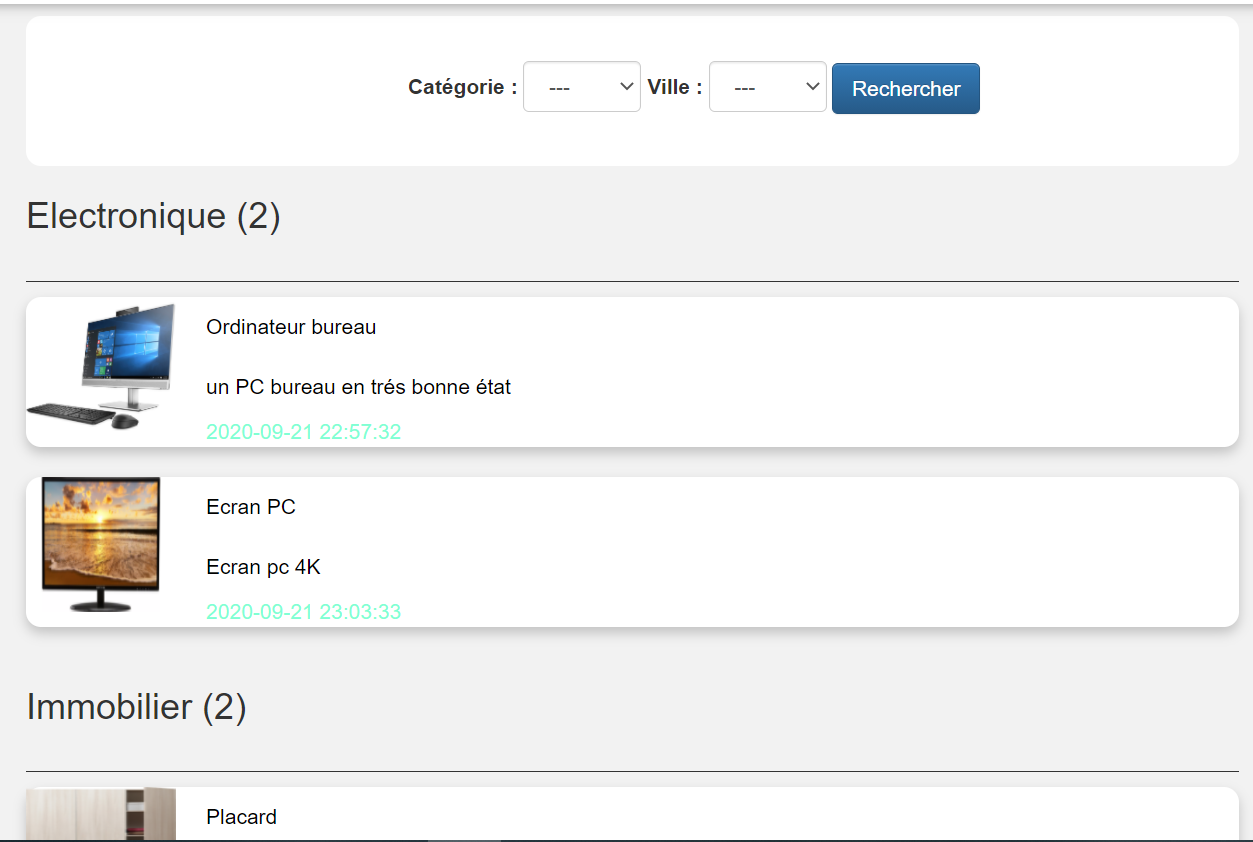 Catégorie : --- Ville : --- Rechercher
Electronique (2)
Ordinateur bureau
un PC bureau en trés bonne état
2020-09-21 22:57:32
Ecran PC
Ecran pc 4K
2020-09-21 23:03:33
Immobilier (2)
Placard